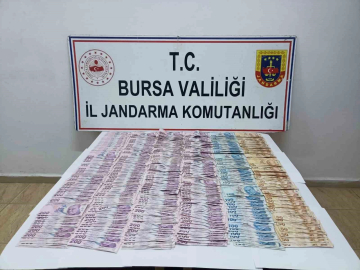 T.C.
BURSA VALİLİĞİ
İL JANDARMA KOMUTANLIĞI